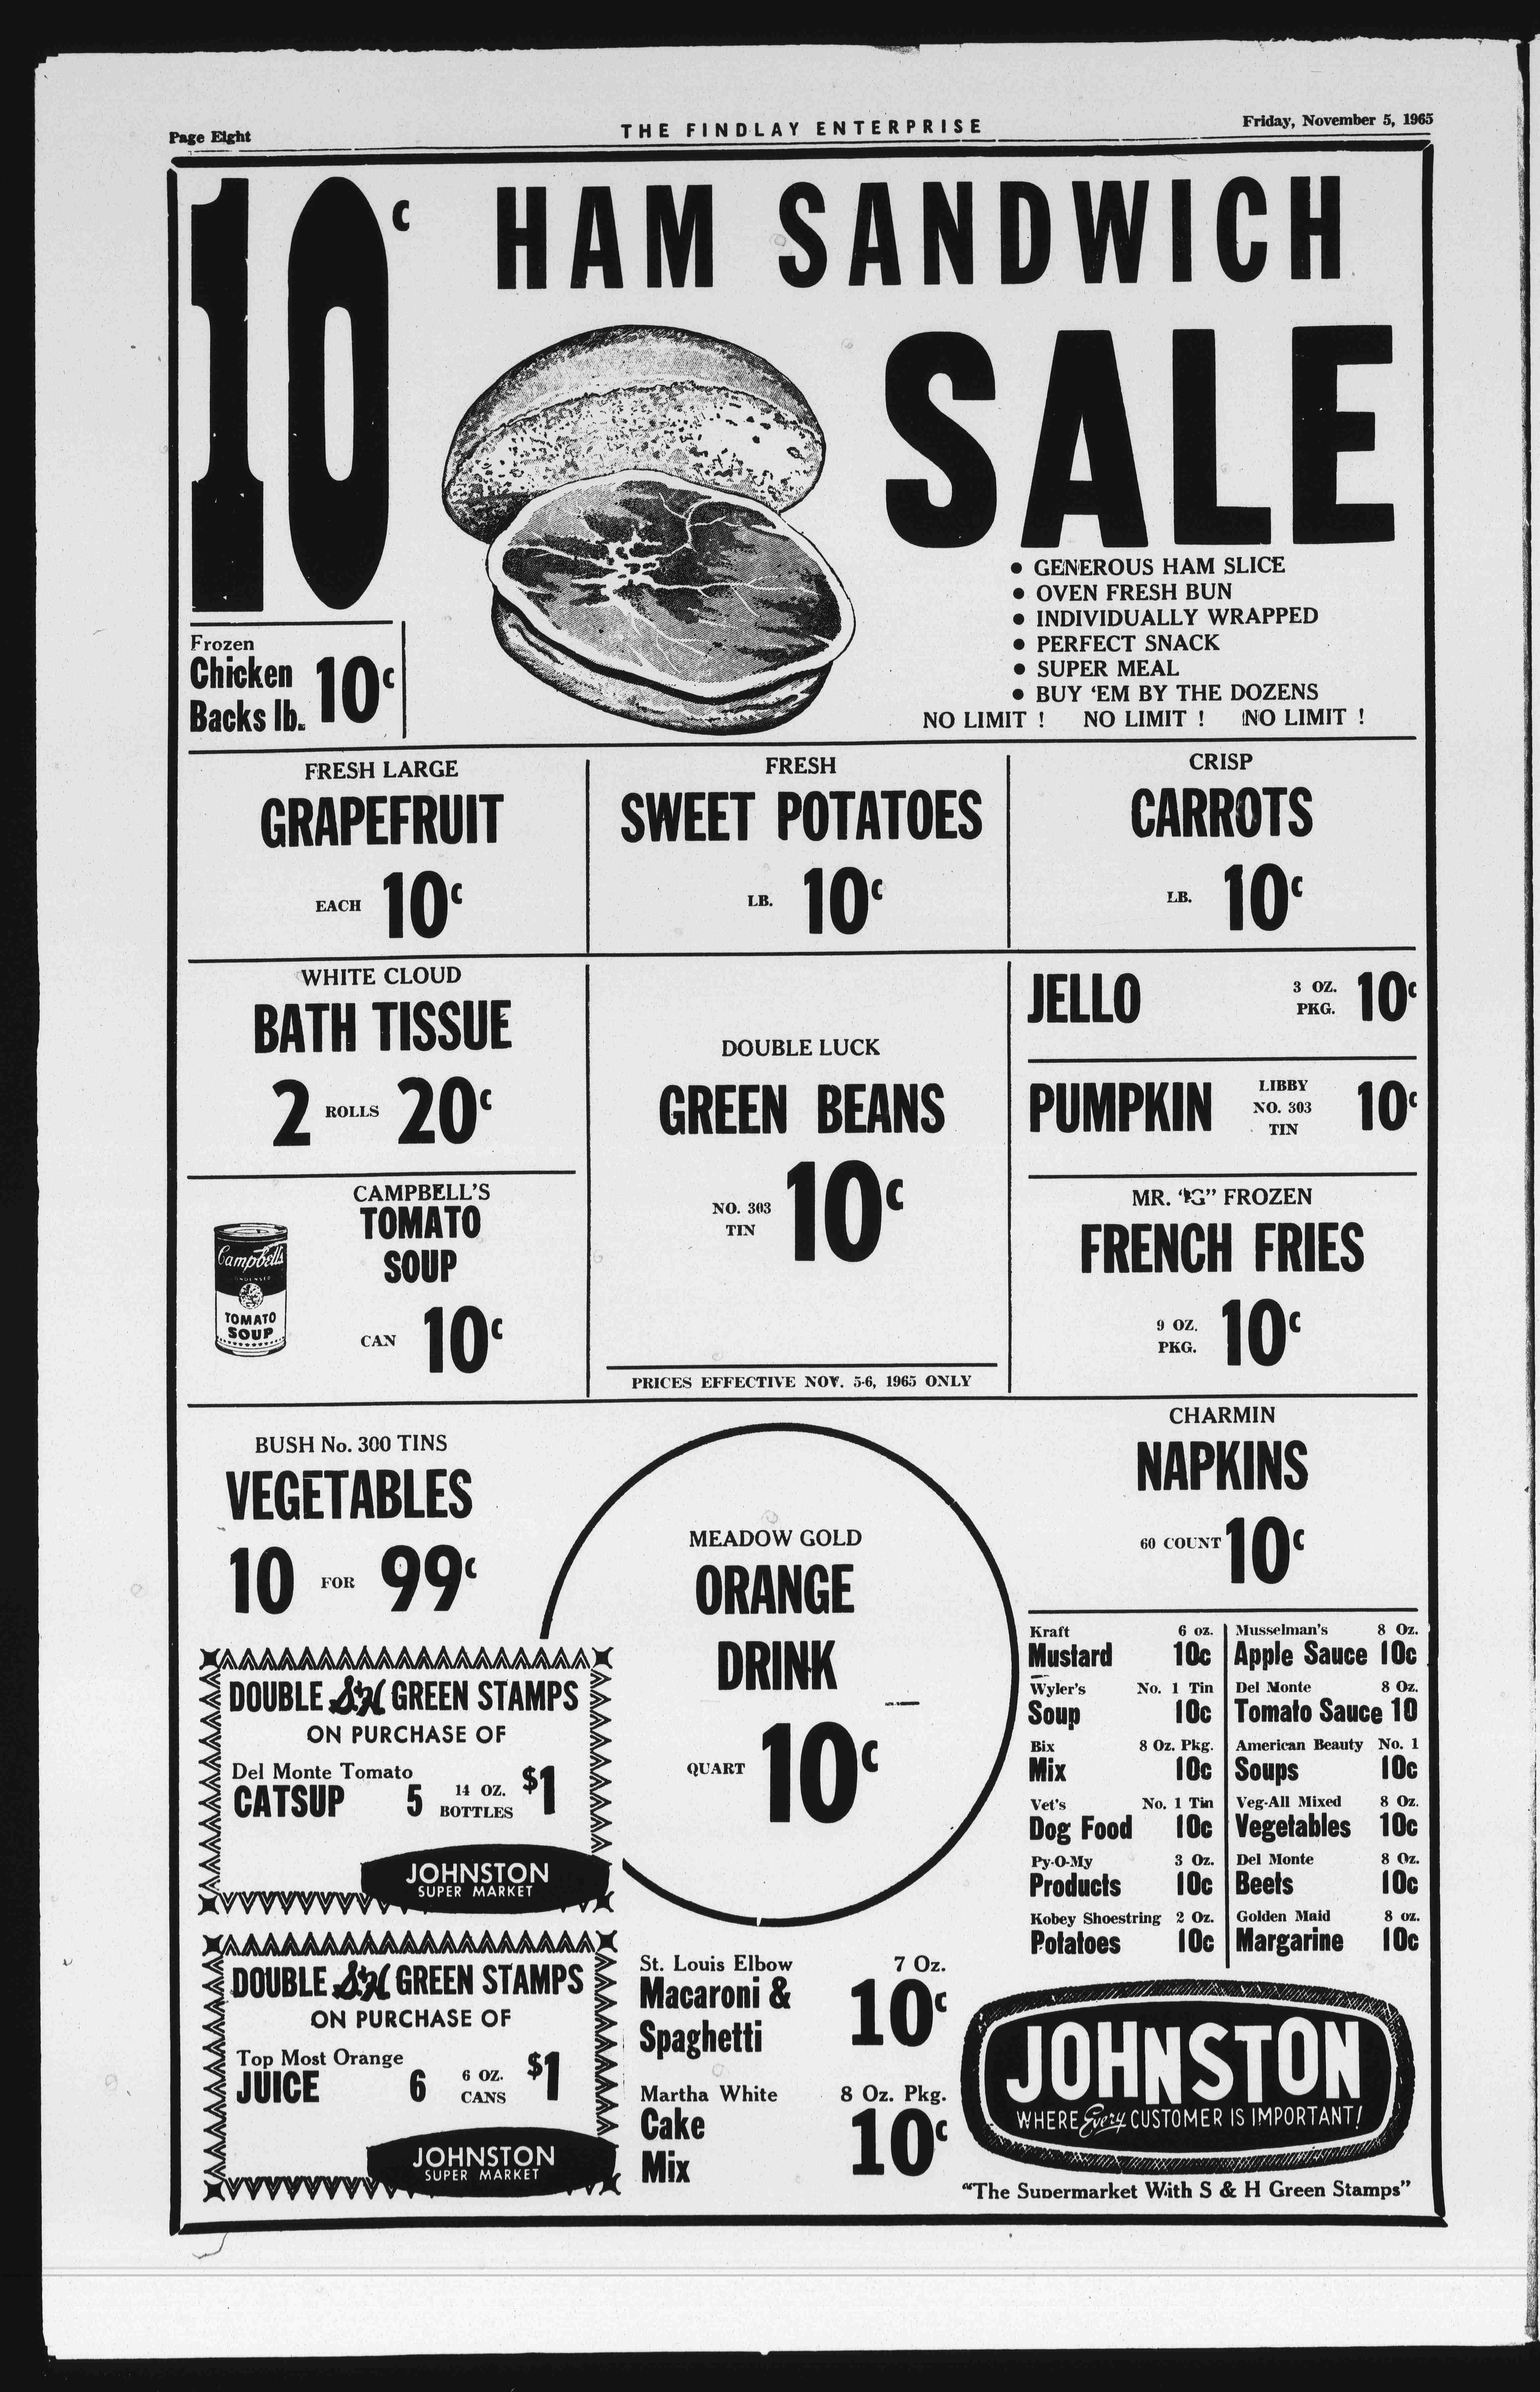 Page Eight
THE FINDLAY ENTERPRISE
Friday, November 5, 1965
10c HAM SANDWICH
SALE
• GENEROUS HAM SLICE
• OVEN FRESH BUN
• INDIVIDUALLY WRAPPED
• PERFECT SNACK
• SUPER MEAL
• BUY 'EM BY THE DOZENS
NO LIMIT ! NO LIMIT ! NO LIMIT !
Frozen
Chicken
Backs lb. 10c
FRESH LARGE
GRAPEFRUIT
EACH 10c
FRESH
SWEET POTATOES
LB. 10c
CRISP
CARROTS
LB. 10c
WHITE CLOUD
BATH TISSUE
2 ROLLS 20c
CAMPBELL'S
TOMATO
SOUP
CAN 10c
Campbell's
CONDENSED
TOMATO
SOUP
DOUBLE LUCK
GREEN BEANS
NO. 303
TIN 10c
PRICES EFFECTIVE NOV. 5-6, 1965 ONLY
JELLO 3 OZ.
PKG. 10c
PUMPKIN LIBBY
NO. 303
TIN 10c
MR. "G" FROZEN
FRENCH FRIES
9 OZ.
PKG. 10c
BUSH No. 300 TINS
VEGETABLES
10 FOR 99c
MEADOW GOLD
ORANGE
DRINK
QUART 10c
CHARMIN
NAPKINS
60 COUNT 10c
DOUBLE S&H GREEN STAMPS
ON PURCHASE OF
Del Monte Tomato
CATSUP 5 14 OZ.
BOTTLES $1
JOHNSTON
SUPER MARKET
DOUBLE S&H GREEN STAMPS
ON PURCHASE OF
Top Most Orange
JUICE 6 6 OZ.
CANS $1
JOHNSTON
SUPER MARKET
St. Louis Elbow 7 Oz.
Macaroni &
Spaghetti 10c
Martha White 8 Oz. Pkg.
Cake
Mix 10c
Kraft 6 oz.
Mustard 10c
Wyler's No. 1 Tin
Soup 10c
Bix 8 Oz. Pkg.
Mix 10c
Vet's No. 1 Tin
Dog Food 10c
Py-O-My 3 Oz.
Products 10c
Kobey Shoestring 2 Oz.
Potatoes 10c
Musselman's 8 Oz.
Apple Sauce 10c
Del Monte 8 Oz.
Tomato Sauce 10
American Beauty No. 1
Soups 10c
Veg-All Mixed 8 Oz.
Vegetables 10c
Del Monte 8 Oz.
Beets 10c
Golden Maid 8 oz.
Margarine 10c
JOHNSTON
WHERE Every CUSTOMER IS IMPORTANT!
"The Supermarket With S & H Green Stamps"